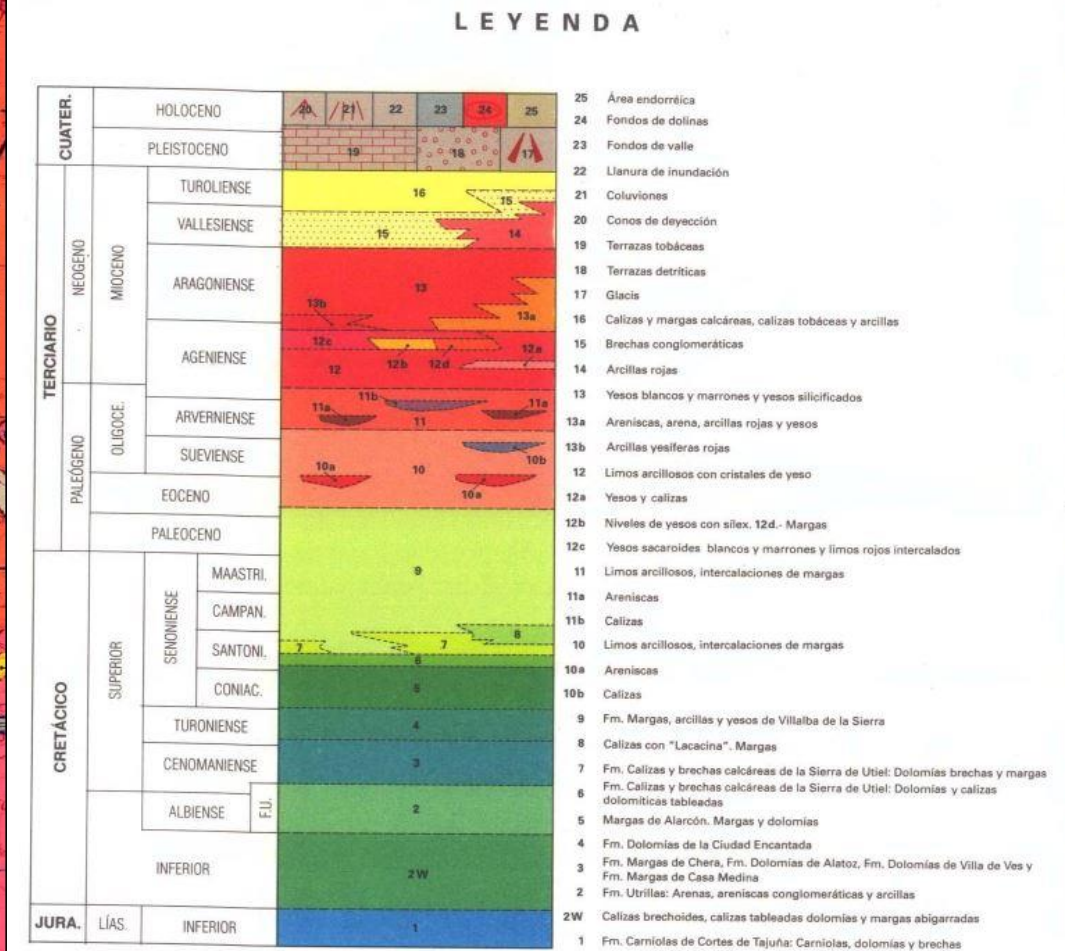 LEYENDA
CUATER.
HOLOCENO
PLEISTOCENO
TERCIARIO
NEOGENO
MIOCENO
TUROLIENSE
VALLESIENSE
ARAGONIENSE
AGENIENSE
PALEÓGENO
OLIGOCE.
ARVERNIENSE
SUEVIENSE
EOCENO
PALEOCENO
CRETÁCICO
SUPERIOR
SENONIENSE
MAASTRI.
CAMPAN.
SANTONI.
CONIAC.
TURONIENSE
CENOMANIENSE
ALBIENSE
F.U.
INFERIOR
JURA.
LÍAS.
INFERIOR
20 21 22 23 24 25
19 18 17
16
15
15 14
13
13b 13a
12c 12a
12 12b 12d
11b
11a 11a
11
10b
10a 10
10a
9
8
7 7
6
5
4
3
2
2W
1
25 Área endorréica
24 Fondos de dolinas
23 Fondos de valle
22 Llanura de inundación
21 Coluviones
20 Conos de deyección
19 Terrazas tobáceas
18 Terrazas detríticas
17 Glacis
16 Calizas y margas calcáreas, calizas tobáceas y arcillas
15 Brechas conglomeráticas
14 Arcillas rojas
13 Yesos blancos y marrones y yesos silicificados
13a Areniscas, arena, arcillas rojas y yesos
13b Arcillas yesíferas rojas
12 Limos arcillosos con cristales de yeso
12a Yesos y calizas
12b Niveles de yesos con sílex. 12d.- Margas
12c Yesos sacaroides blancos y marrones y limos rojos intercalados
11 Limos arcillosos, intercalaciones de margas
11a Areniscas
11b Calizas
10 Limos arcillosos, intercalaciones de margas
10a Areniscas
10b Calizas
9 Fm. Margas, arcillas y yesos de Villalba de la Sierra
8 Calizas con "Lacacina". Margas
7 Fm. Calizas y brechas calcáreas de la Sierra de Utiel: Dolomías brechas y margas
6 Fm. Calizas y brechas calcáreas de la Sierra de Utiel: Dolomías y calizas
dolomíticas tableadas
5 Margas de Alarcón. Margas y dolomías
4 Fm. Dolomías de la Ciudad Encantada
3 Fm. Margas de Chera, Fm. Dolomías de Alatoz, Fm. Dolomías de Villa de Ves y
Fm. Margas de Casa Medina
2 Fm. Utrillas: Arenas, areniscas conglomeráticas y arcillas
2W Calizas brechoides, calizas tableadas dolomías y margas abigarradas
1 Fm. Carniolas de Cortes de Tajuña: Carniolas, dolomías y brechas